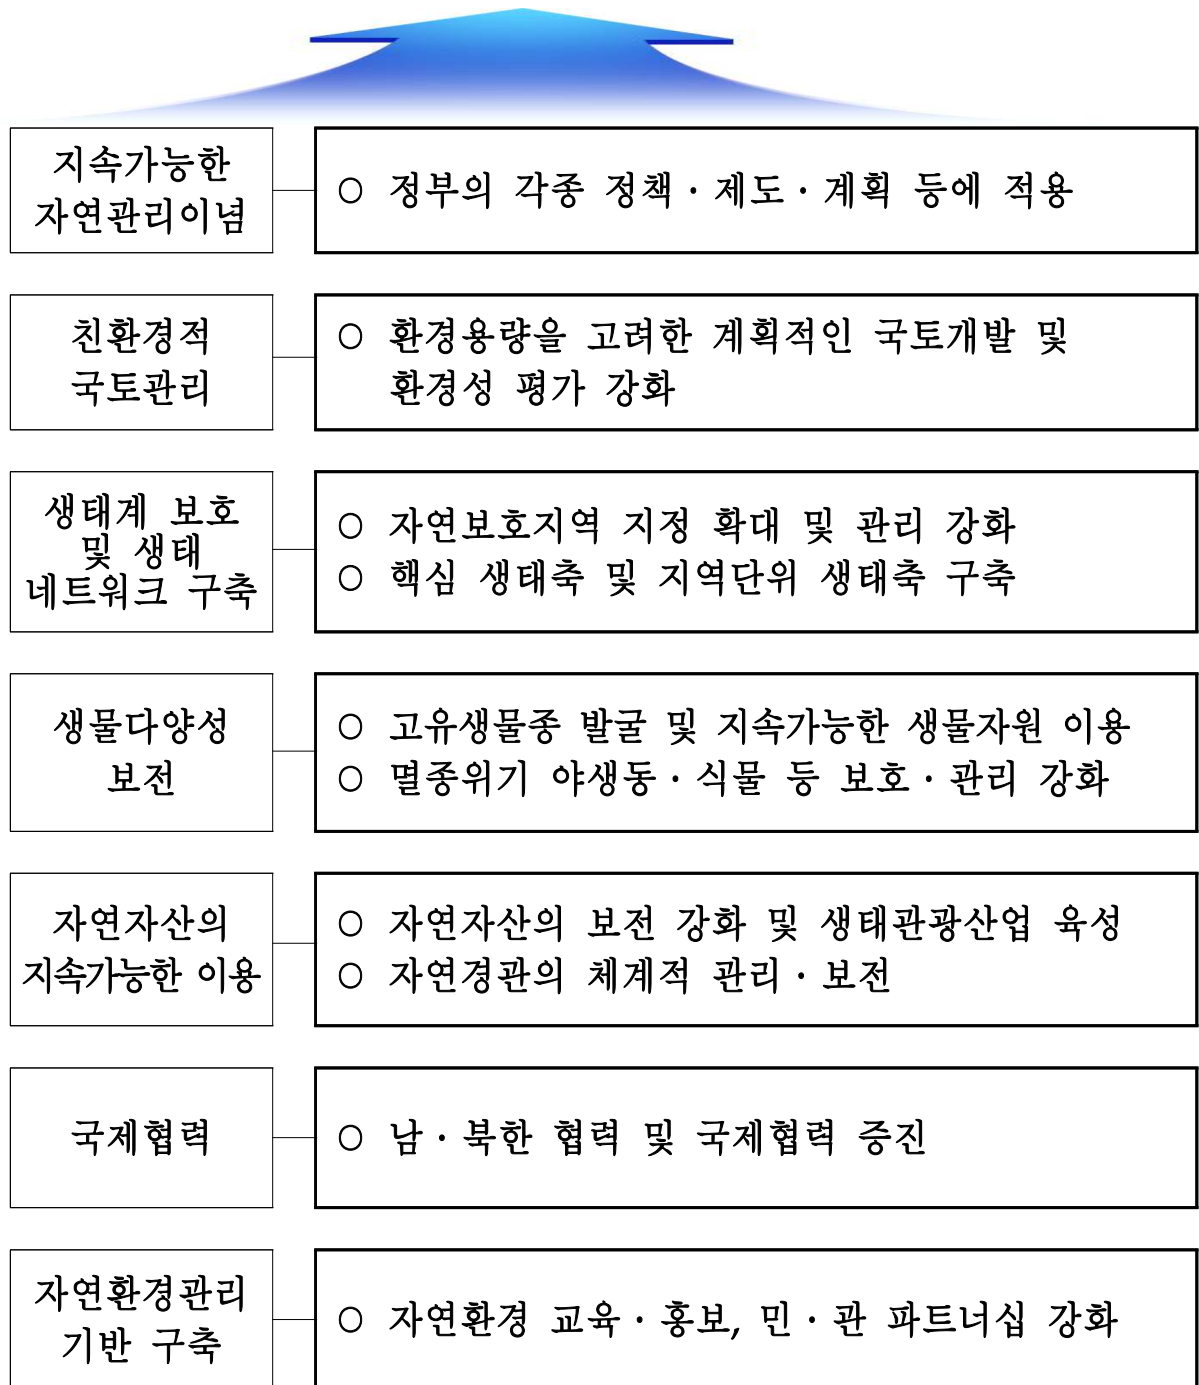 지속가능한
자연관리이념
○ 정부의 각종 정책·제도·계획 등에 적용
친환경적
국토관리
○ 환경용량을 고려한 계획적인 국토개발 및
환경성 평가 강화
생태계 보호
및 생태
네트워크 구축
○ 자연보호지역 지정 확대 및 관리 강화
○ 핵심 생태축 및 지역단위 생태축 구축
생물다양성
보전
○ 고유생물종 발굴 및 지속가능한 생물자원 이용
○ 멸종위기 야생동·식물 등 보호·관리 강화
자연자산의
지속가능한 이용
○ 자연자산의 보전 강화 및 생태관광산업 육성
○ 자연경관의 체계적 관리·보전
국제협력
○ 남·북한 협력 및 국제협력 증진
자연환경관리
기반 구축
○ 자연환경 교육·홍보, 민·관 파트너십 강화